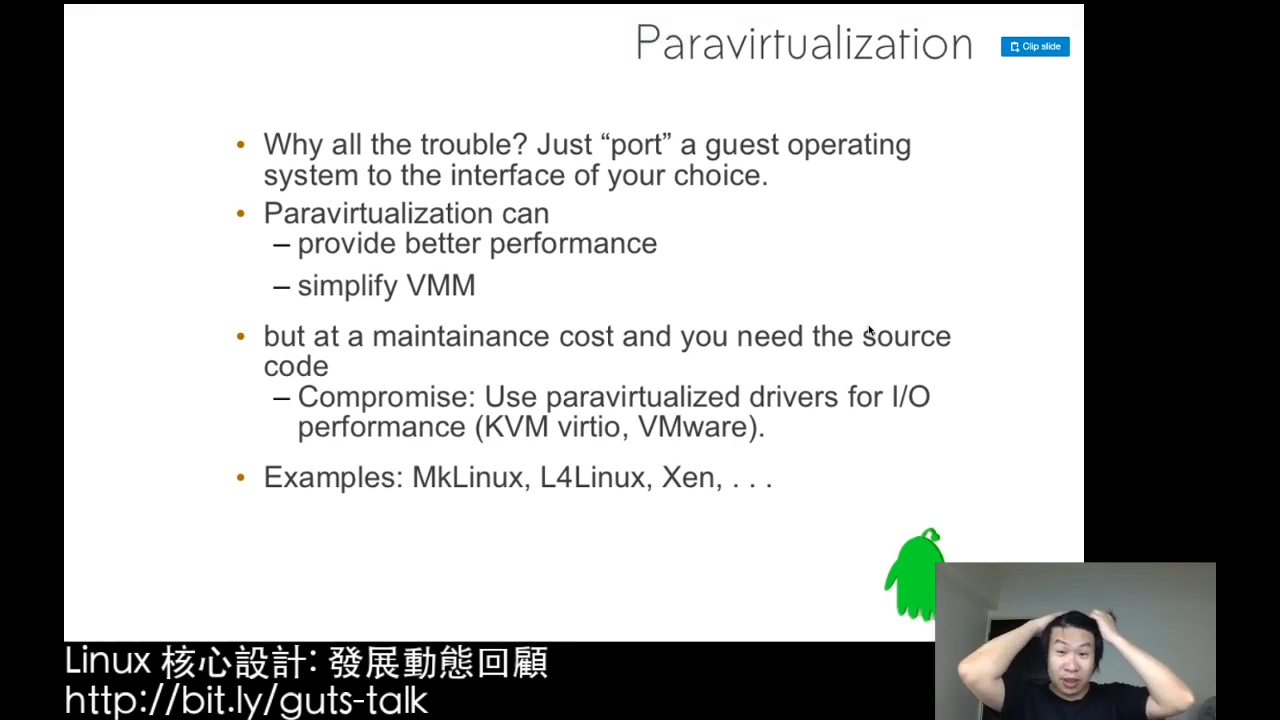 Paravirtualization
Clip slide
• Why all the trouble? Just “port” a guest operating
system to the interface of your choice.
• Paravirtualization can
– provide better performance
– simplify VMM
• but at a maintainance cost and you need the source
code
– Compromise: Use paravirtualized drivers for I/O
performance (KVM virtio, VMware).
• Examples: MkLinux, L4Linux, Xen, . . .
Linux 核心設計: 發展動態回顧
http://bit.ly/guts-talk